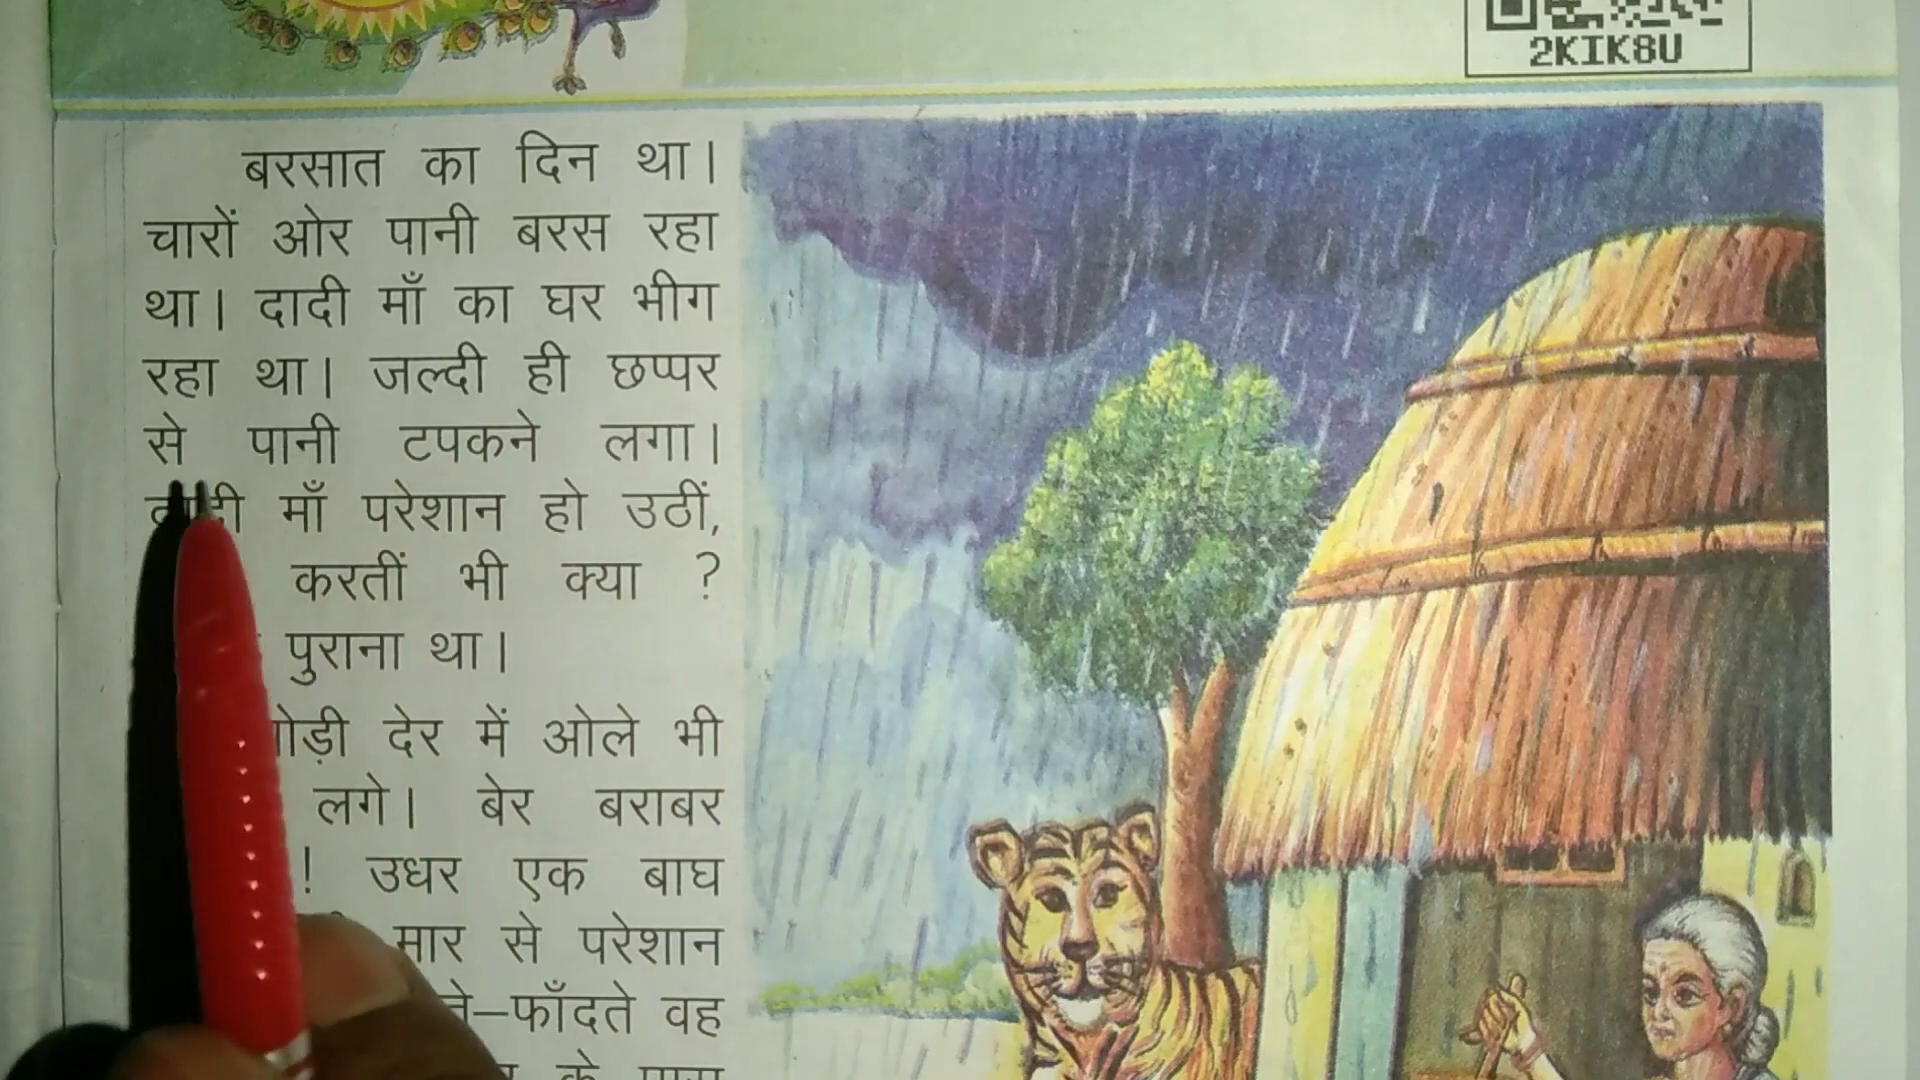 2KIK8U
बरसात का दिन था।
चारों ओर पानी बरस रहा
था। दादी माँ का घर भीग
रहा था। जल्दी ही छप्पर
से पानी टपकने लगा।
दादी माँ परेशान हो उठीं,
करतीं भी क्या ?
पुराना था।
देर में ओले भी
लगे। बेर बराबर
! उधर एक बाघ
मार से परेशान
–फाँदते वह